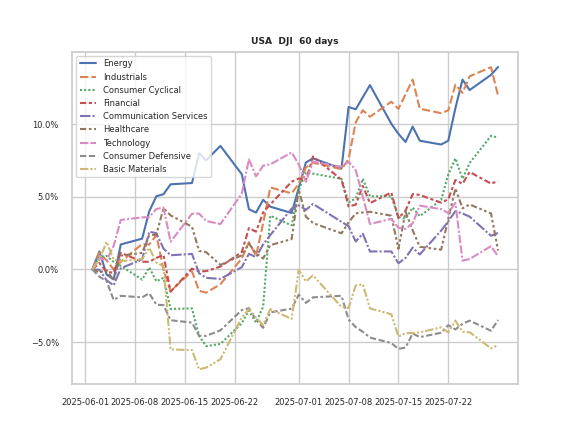 USA DJI 60 days
Energy
Industrials
Consumer Cyclical
Financial
Communication Services
Healthcare
Technology
Consumer Defensive
Basic Materials
10.0%
5.0%
0.0%
−5.0%
2025-06-01 2025-06-08 2025-06-15 2025-06-22 2025-07-01 2025-07-08 2025-07-15 2025-07-22